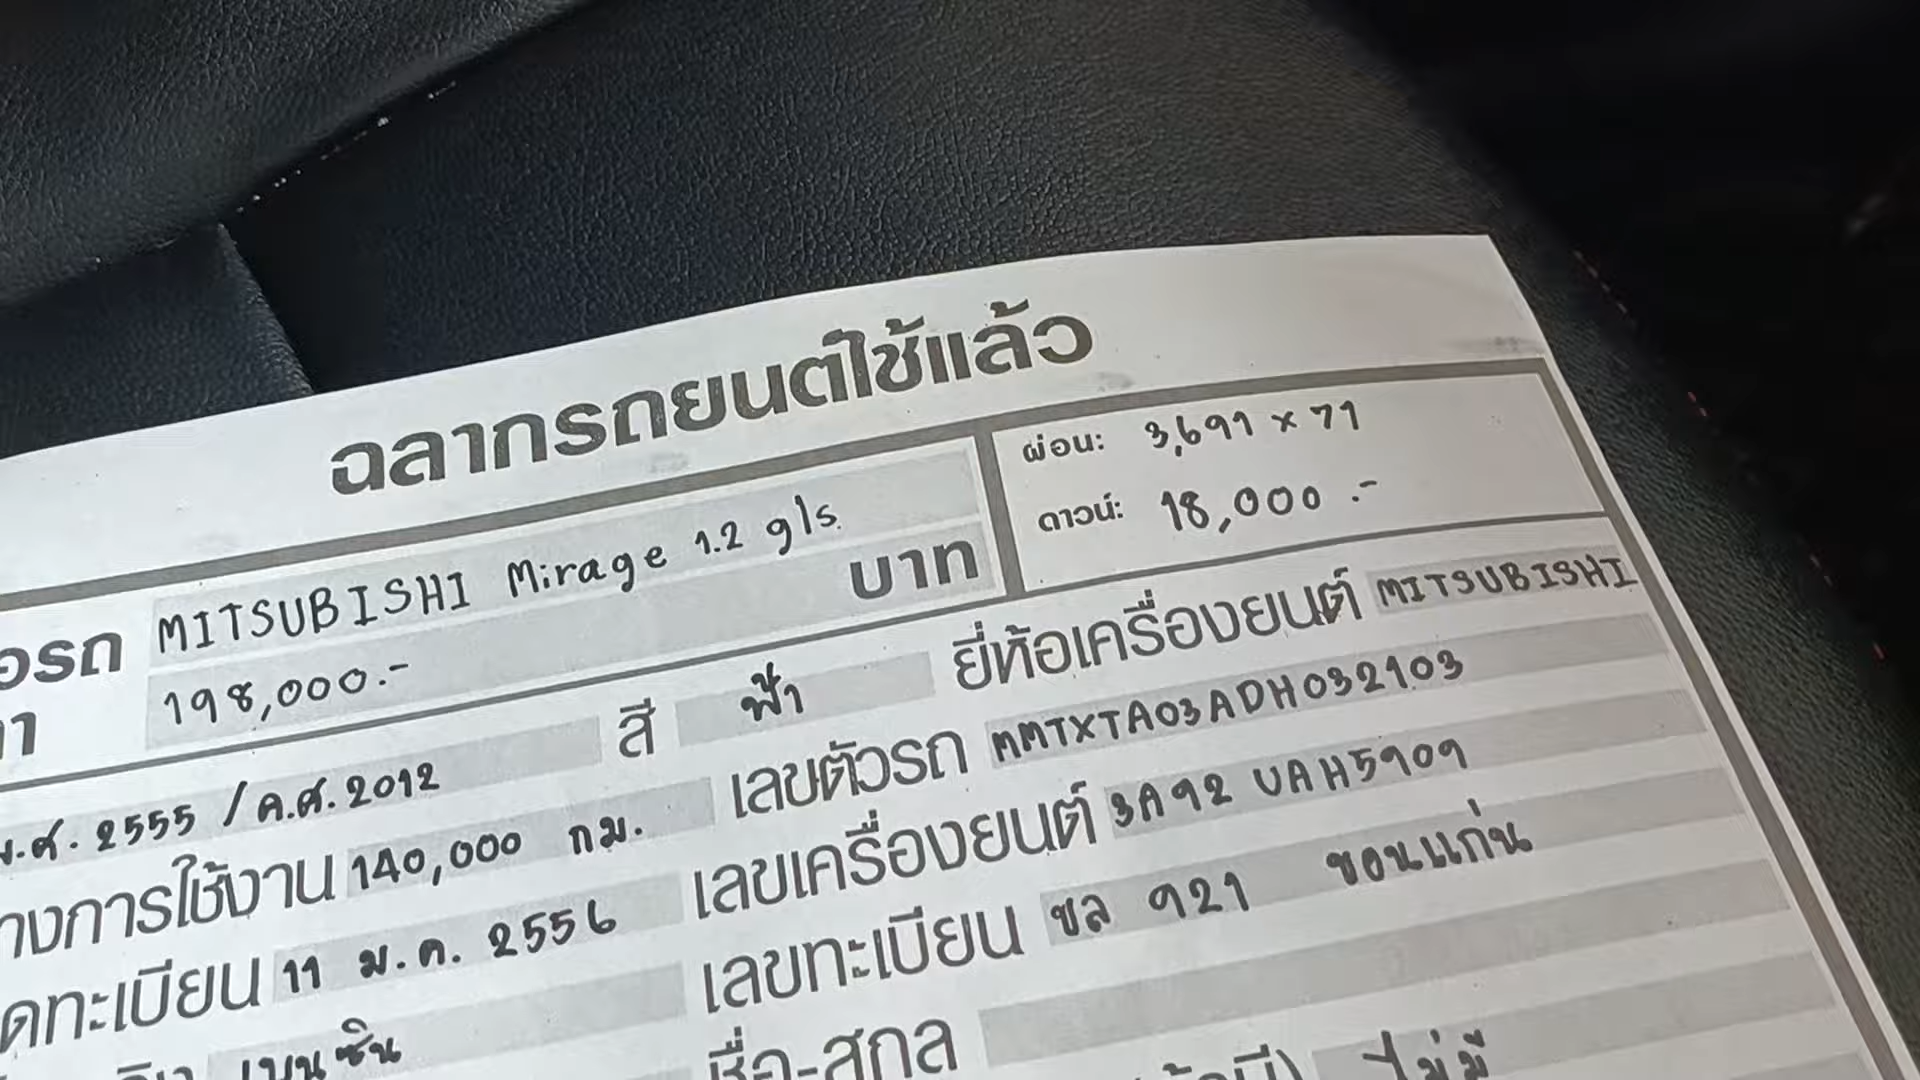 ฉลากรถยนต์ใช้แล้ว
ผ่อน: 3,691 x 71
ดาวน์: 18,000.-
MITSUBISHI Mirage 1.2 gls
198,000.- บาท
ยี่ห้อเครื่องยนต์ MITSUBISHI
สี ฟ้า
เลขตัวรถ MMTXTA03ADH032103
พ.ศ. 2555 / ค.ศ. 2012
เลขเครื่องยนต์ 3A92 UAH5909
ทางการใช้งาน 140,000 กม.
เลขทะเบียน ขล 921 ขอนแก่น
ดทะเบียน 11 ม.ค. 2556
ชื่อ-สกุล
เบนซิน
ไม่มี